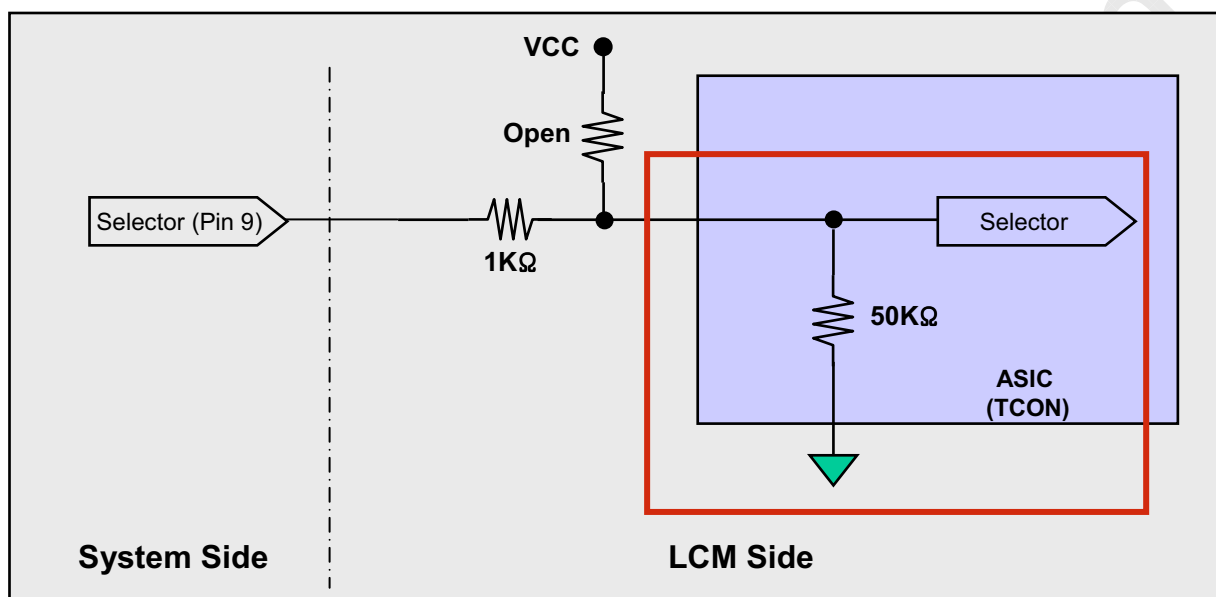 VCC
Open
Selector (Pin 9)
Selector
1KΩ
50KΩ
ASIC
(TCON)
System Side
LCM Side